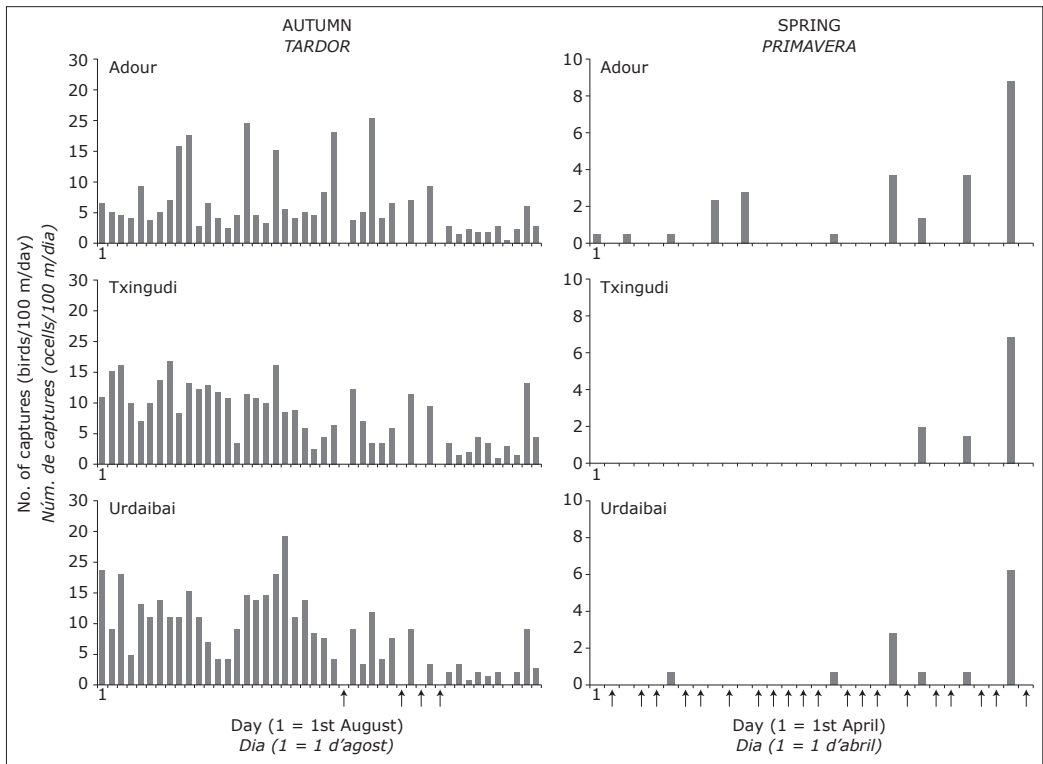 AUTUMN
TARDOR
SPRING
PRIMAVERA
No. of captures (birds/100 m/day)
Núm. de captures (ocells/100 m/dia)
Adour
30
20
25
15
10
5
0
1
Adour
10
8
6
4
2
0
1
Txingudi
30
20
25
15
10
5
0
1
Txingudi
10
8
6
4
2
0
1
Urdaibai
30
20
25
15
10
5
0
1
Urdaibai
10
8
6
4
2
0
1
Day (1 = 1st August)
Dia (1 = 1 d’agost)
Day (1 = 1st April)
Dia (1 = 1 d’abril)